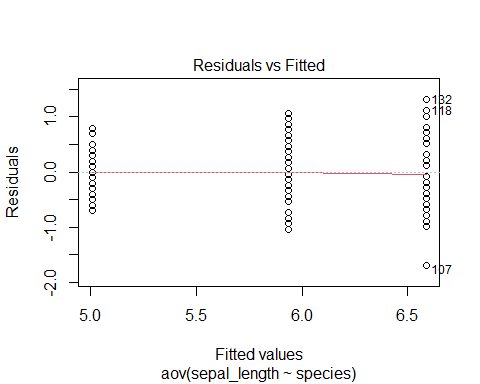 Residuals vs Fitted
1.0
0.0
-1.0
-2.0
Residuals
132
118
107
5.0 5.5 6.0 6.5
Fitted values
aov(sepal_length ~ species)